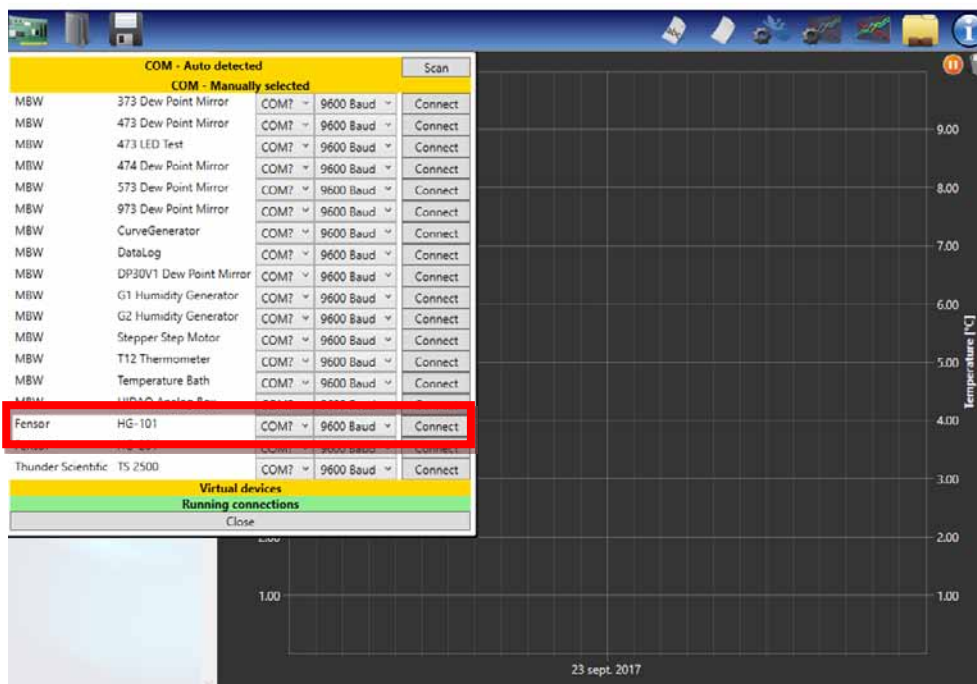 abc
COM - Auto detected Scan
COM - Manually selected
MBW 373 Dew Point Mirror COM? 9600 Baud Connect
MBW 473 Dew Point Mirror COM? 9600 Baud Connect
MBW 473 LED Test COM? 9600 Baud Connect
MBW 474 Dew Point Mirror COM? 9600 Baud Connect
MBW 573 Dew Point Mirror COM? 9600 Baud Connect
MBW 973 Dew Point Mirror COM? 9600 Baud Connect
MBW CurveGenerator COM? 9600 Baud Connect
MBW DataLog COM? 9600 Baud Connect
MBW DP30V1 Dew Point Mirror COM? 9600 Baud Connect
MBW G1 Humidity Generator COM? 9600 Baud Connect
MBW G2 Humidity Generator COM? 9600 Baud Connect
MBW Stepper Step Motor COM? 9600 Baud Connect
MBW T12 Thermometer COM? 9600 Baud Connect
MBW Temperature Bath COM? 9600 Baud Connect
Fensor HG-101 COM? 9600 Baud Connect
Thunder Scientific TS 2500 COM? 9600 Baud Connect
Virtual devices
Running connections
Close
9.00
8.00
7.00
6.00
5.00
4.00
3.00
2.00 2.00
1.00 1.00
Temperature [°C]
23 sept. 2017